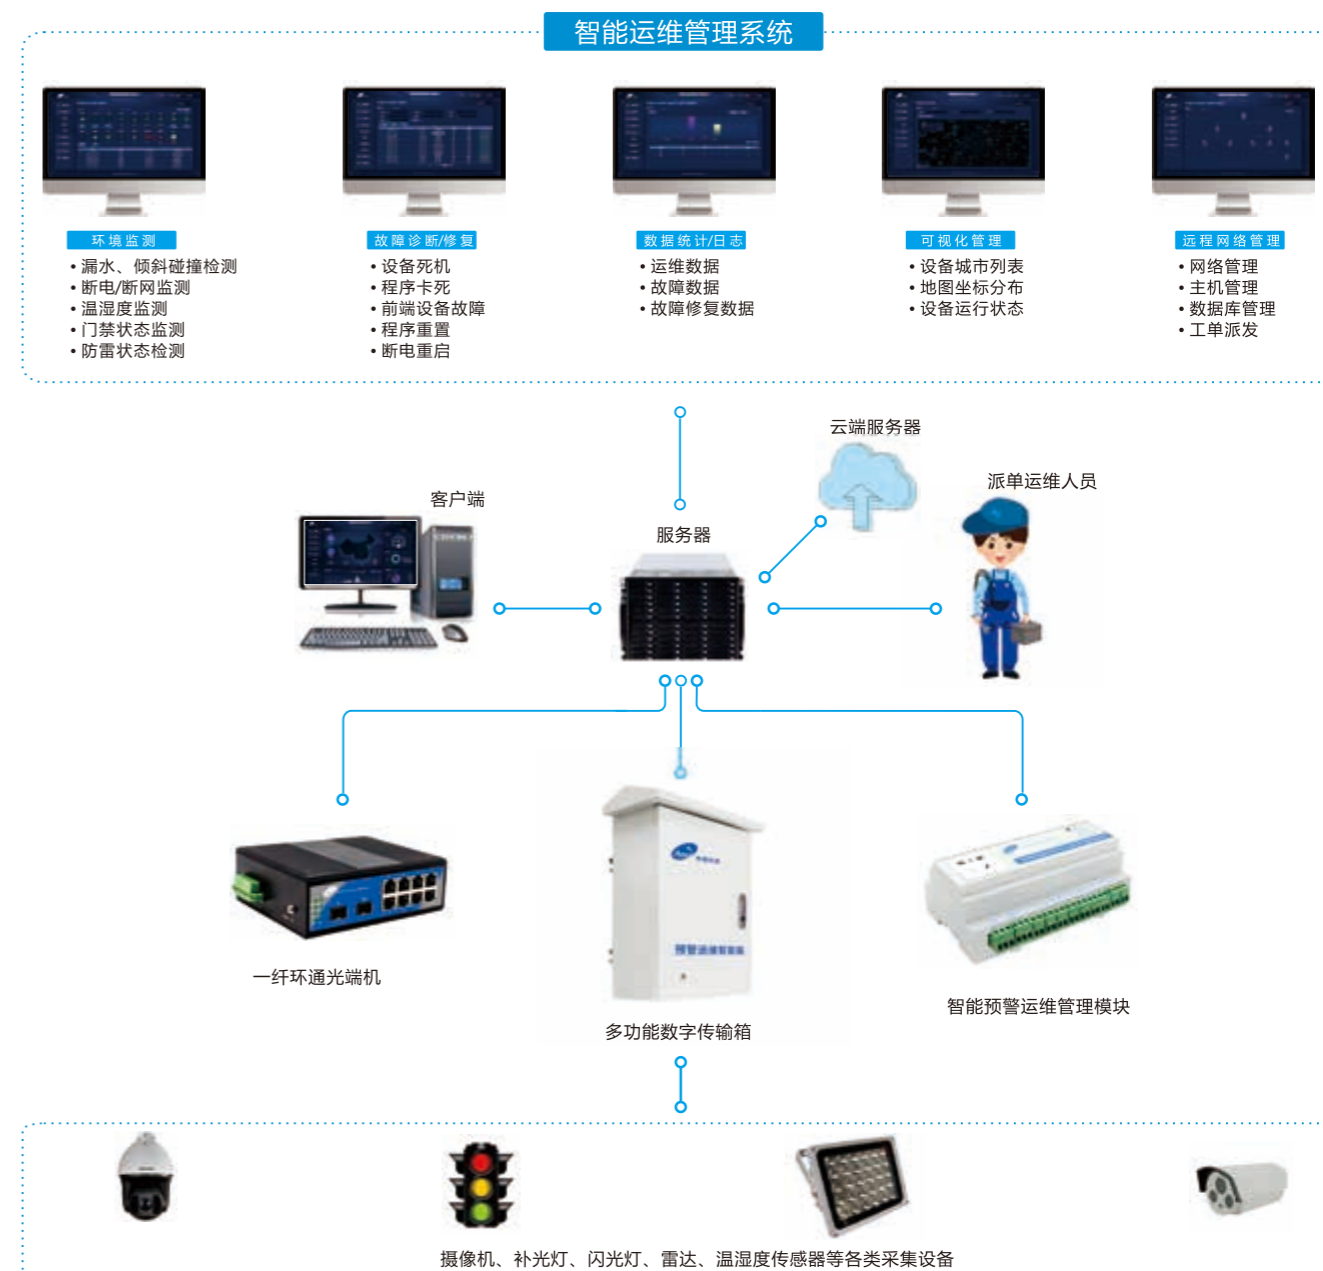 智能运维管理系统
环境监测
• 漏水、倾斜碰撞检测
• 断电/断网监测
• 温湿度监测
• 门禁状态监测
• 防雷状态检测
故障诊断/修复
• 设备死机
• 程序卡死
• 前端设备故障
• 程序重置
• 断电重启
数据统计/日志
• 运维数据
• 故障数据
• 故障修复数据
可视化管理
• 设备城市列表
• 地图坐标分布
• 设备运行状态
远程网络管理
• 网络管理
• 主机管理
• 数据库管理
• 工单派发
云端服务器
派单运维人员
客户端
服务器
一纤环通光端机
预警运维智能箱
多功能数字传输箱
智能预警运维管理模块
摄像机、补光灯、闪光灯、雷达、温湿度传感器等各类采集设备